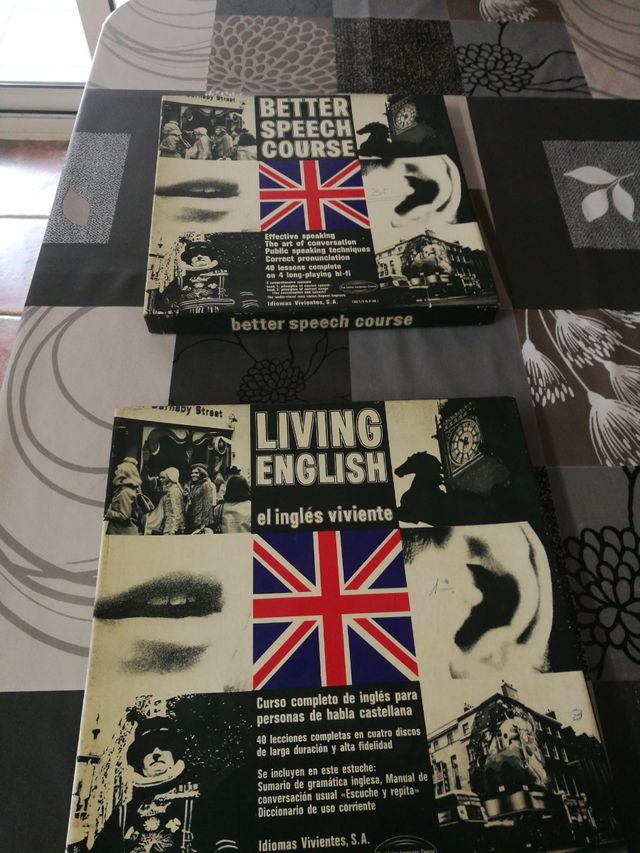 Carnaby Street
BETTER
SPEECH
COURSE
Effective speaking
The art of conversation
Public speaking techniques
Correct pronunciation
40 lessons complete
on 4 long-playing hi-fi
Idiomas Vivientes, S.A.
better speech course
Carnaby Street
LIVING
ENGLISH
el inglés viviente
Curso completo de inglés para
personas de habla castellana
40 lecciones completas en cuatro discos
de larga duración y alta fidelidad
Se incluyen en este estuche:
Sumario de gramática inglesa, Manual de
conversación usual «Escuche y repita»
Diccionario de uso corriente
Idiomas Vivientes, S.A.